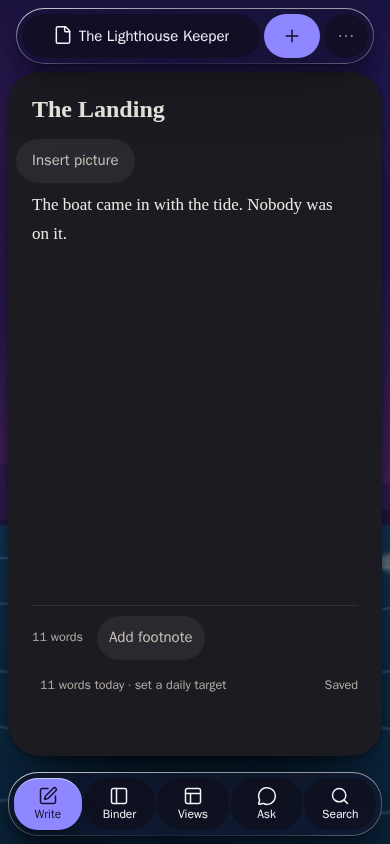 The Lighthouse Keeper
The Landing
Insert picture
The boat came in with the tide. Nobody was
on it.
11 words
Add footnote
11 words today · set a daily target
Saved
Write
Binder
Views
Ask
Search